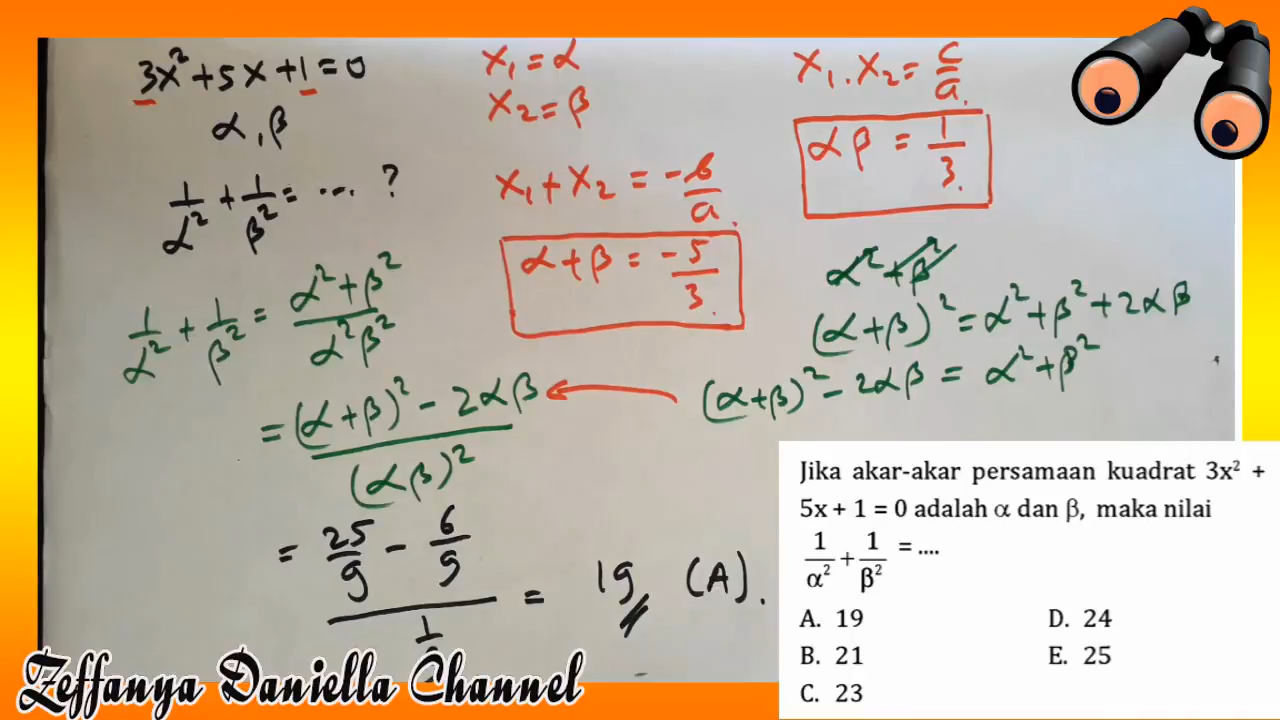 3x² + 5x + 1 = 0
α, β
1/α² + 1/β² = .... ?
1/α² + 1/β² = (α² + β²)/(α²β²)
= ((α + β)² - 2αβ)/((αβ)²)
= (25/9 - 6/9)/(1/9) = 19 (A).
x₁ = α
x₂ = β
x₁ + x₂ = -b/a.
α + β = -5/3.
x₁ . x₂ = c/a.
αβ = 1/3.
α² + β²
(α + β)² = α² + β² + 2αβ
(α + β)² - 2αβ = α² + β²
Jika akar-akar persamaan kuadrat 3x² +
5x + 1 = 0 adalah α dan β, maka nilai
1/α² + 1/β² = ....
A. 19
B. 21
C. 23
D. 24
E. 25
Zeffanya Daniella Channel